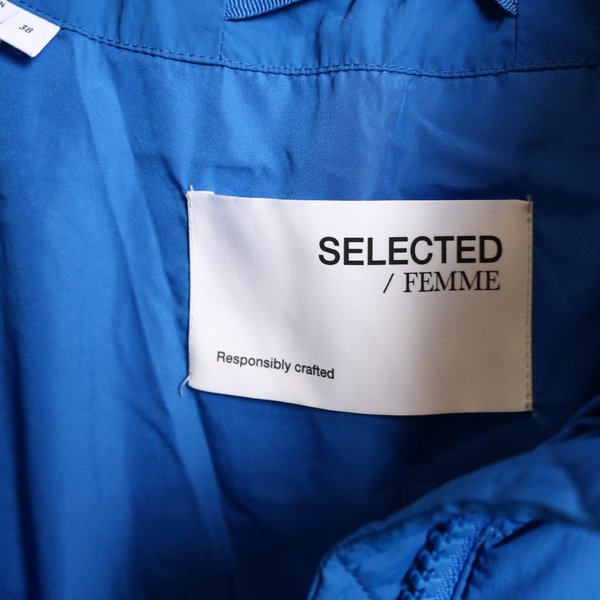 38
SELECTED
/ FEMME
Responsibly crafted